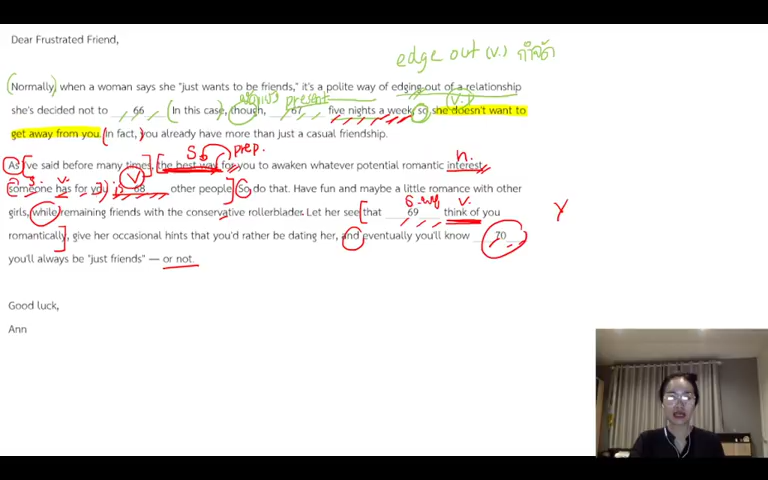 Dear Frustrated Friend,
edge out (v.) กำจัด
Normally, when a woman says she "just wants to be friends," it's a polite way of edging out of a relationship
present
v.
she's decided not to 66 (In this case, though, 67 five nights a week, so she doesn't want to
get away from you. (In fact, you already have more than just a casual friendship.
S prep. n.
As I've said before many times, the best way for you to awaken whatever potential romantic interest
S. v. V
someone has for you, is 68 other people. So do that. Have fun and maybe a little romance with other
v.
girls, while remaining friends with the conservative rollerblader. Let her see that 69 think of you
romantically, give her occasional hints that you'd rather be dating her, and eventually you'll know 70
you'll always be "just friends" — or not.
Good luck,
Ann